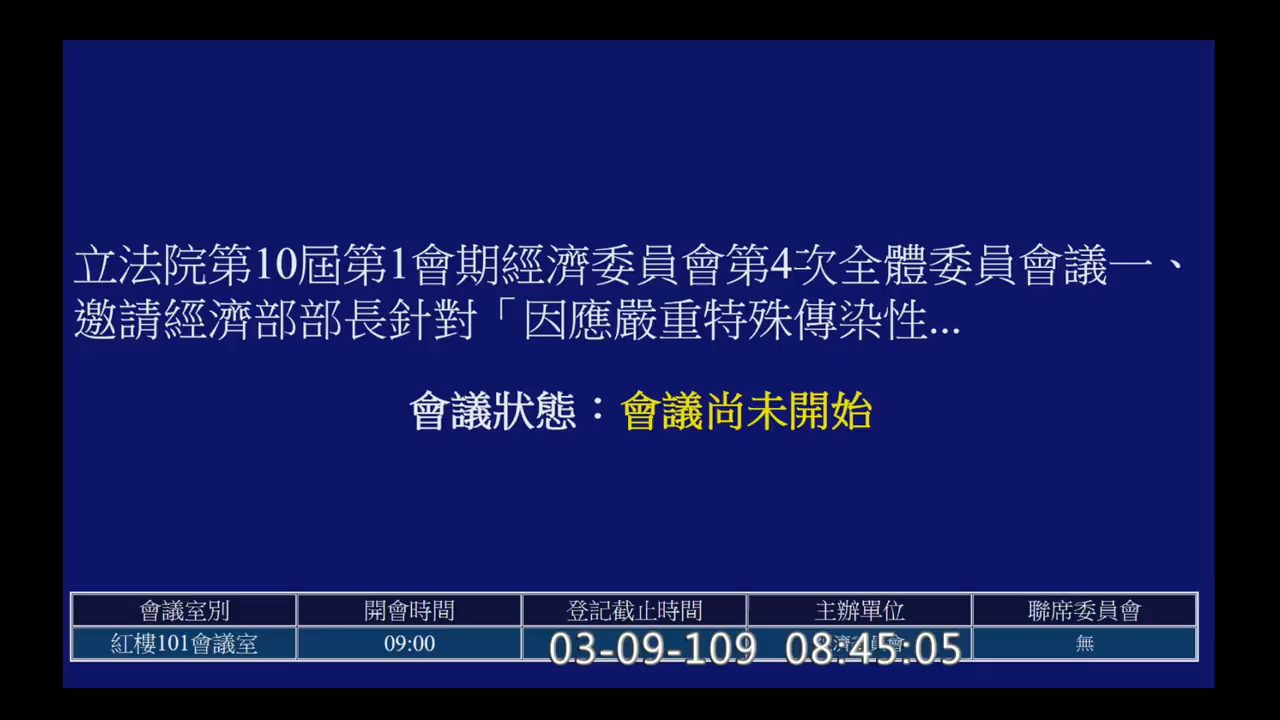 立法院第10屆第1會期經濟委員會第4次全體委員會議一、
邀請經濟部部長針對「因應嚴重特殊傳染性...
會議狀態：會議尚未開始
會議室別 開會時間 登記截止時間 主辦單位 聯席委員會
紅樓101會議室 09:00 無
03-09-109 08:45:05